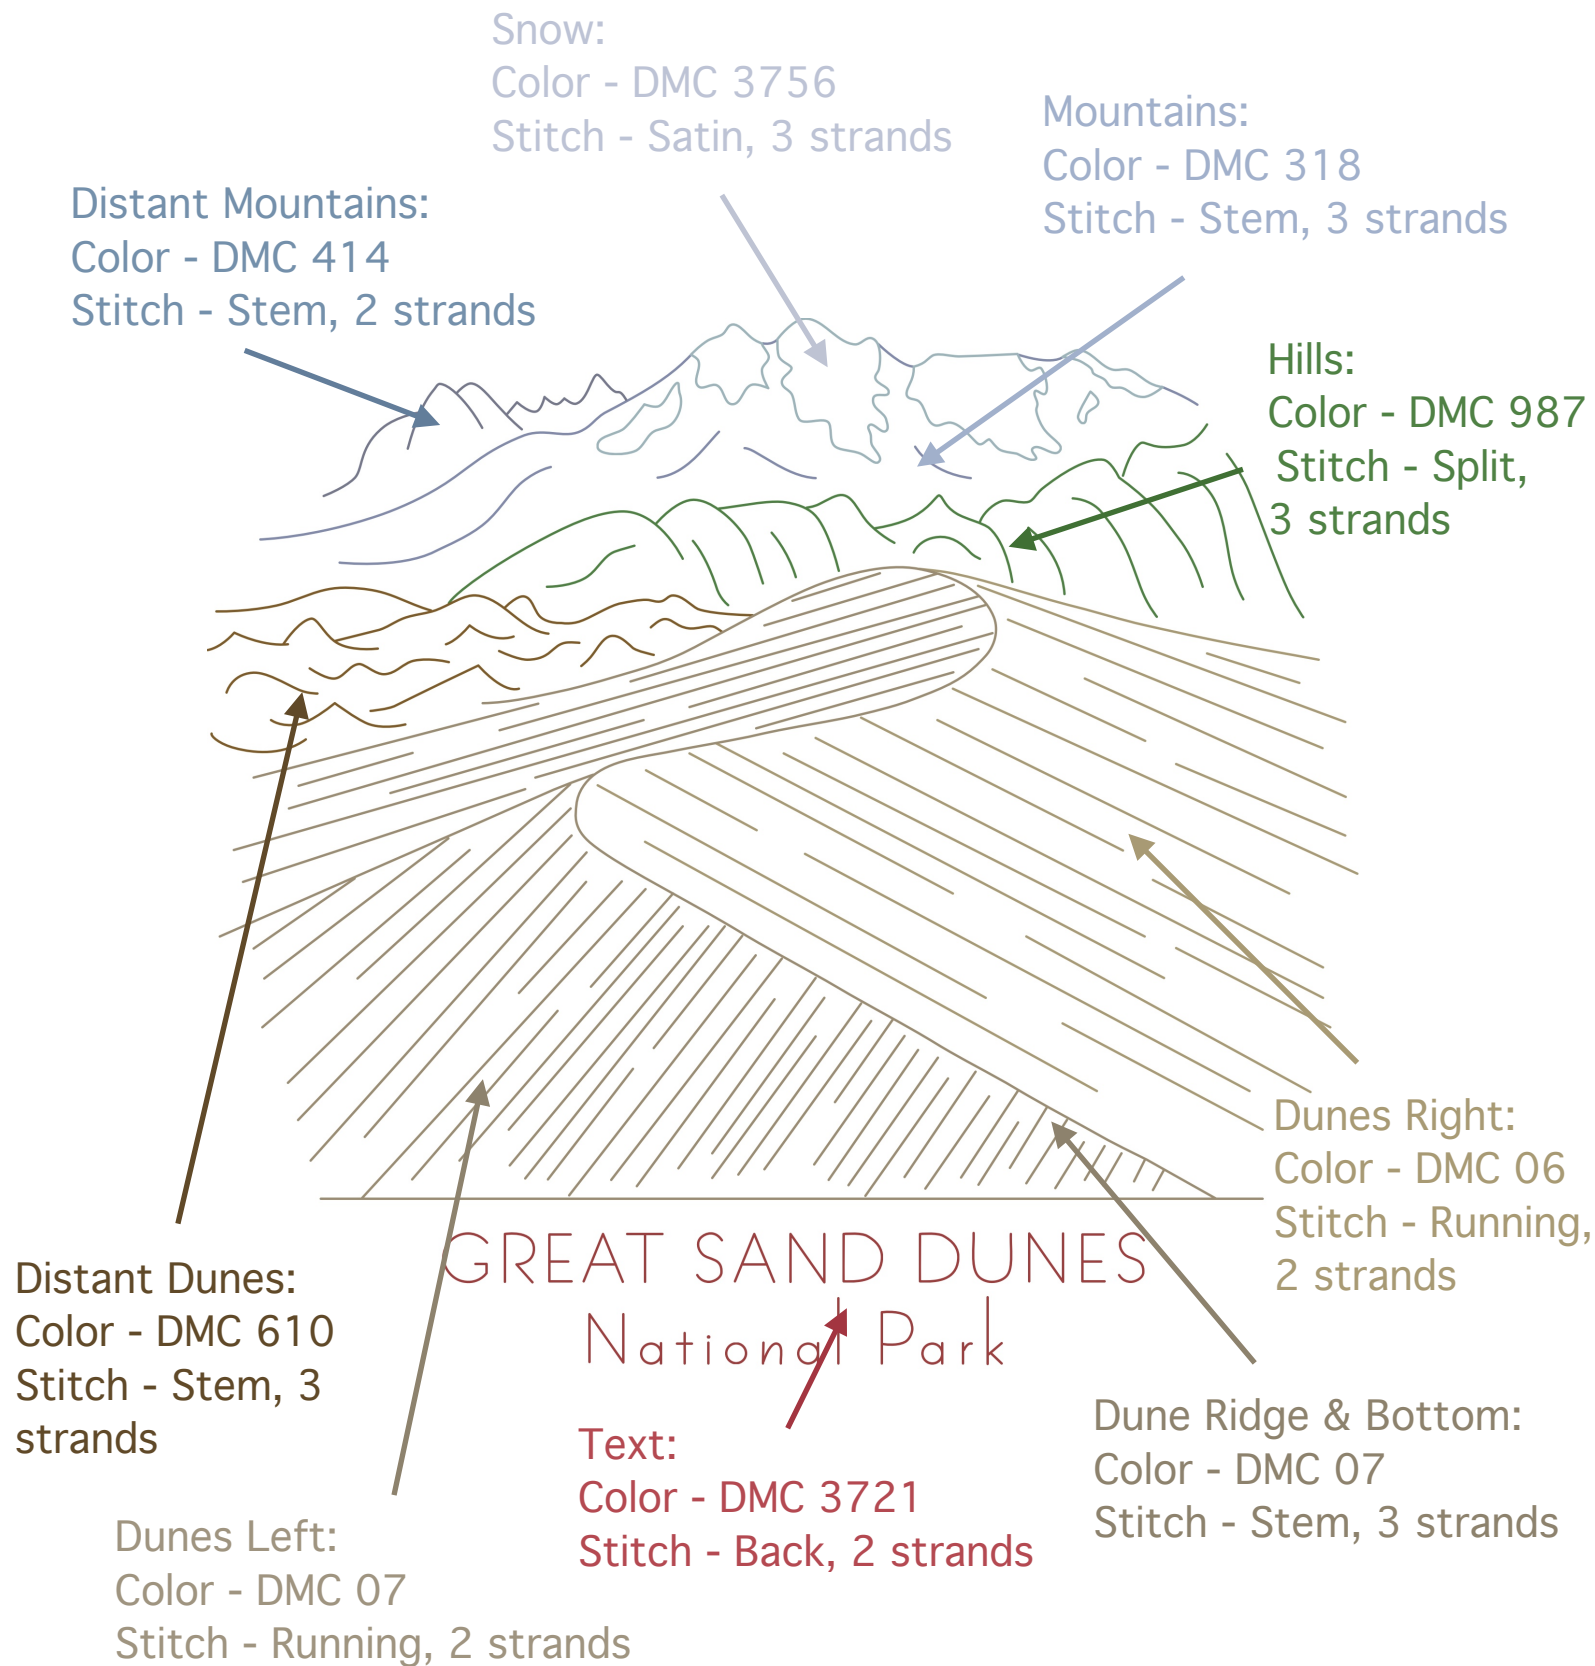 Snow:
Color - DMC 3756
Stitch - Satin, 3 strands
Mountains:
Color - DMC 318
Stitch - Stem, 3 strands
Distant Mountains:
Color - DMC 414
Stitch - Stem, 2 strands
Hills:
Color - DMC 987
Stitch - Split,
3 strands
Dunes Right:
Color - DMC 06
Stitch - Running,
2 strands
GREAT SAND DUNES
National Park
Distant Dunes:
Color - DMC 610
Stitch - Stem, 3
strands
Text:
Color - DMC 3721
Stitch - Back, 2 strands
Dune Ridge & Bottom:
Color - DMC 07
Stitch - Stem, 3 strands
Dunes Left:
Color - DMC 07
Stitch - Running, 2 strands